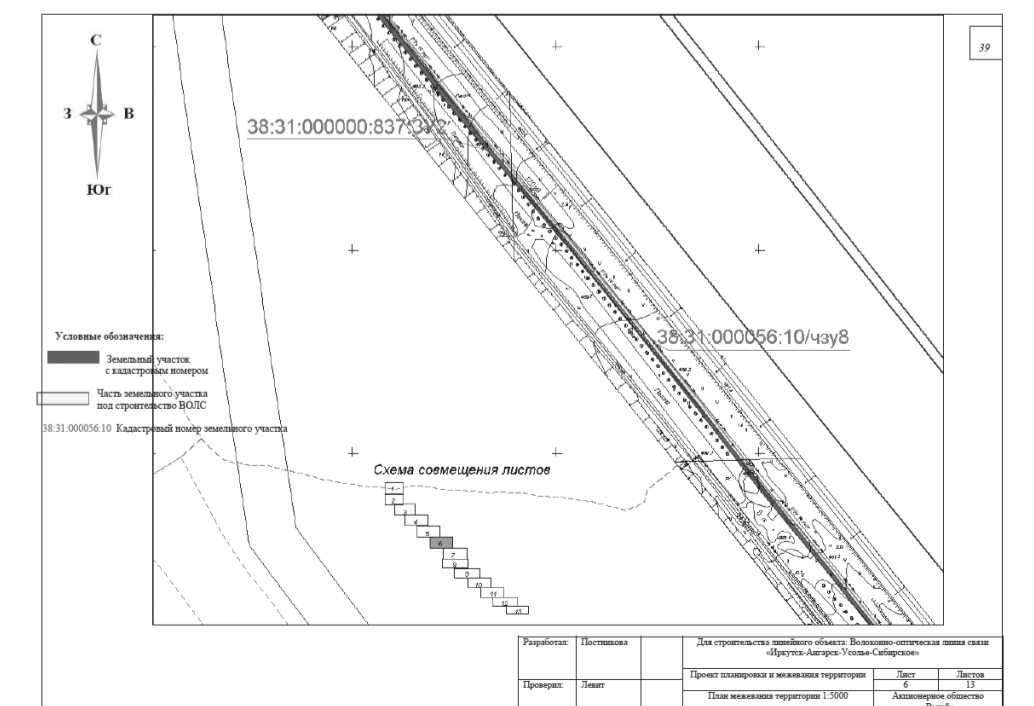 39
С
З В
Юг
38:31:000000:837:ЗУ2
38:31:000056:10/чзу8
Условные обозначения:
Земельный участок
с кадастровым номером
Часть земельного участка
под строительство ВОЛС
38:31:000056:10 Кадастровый номер земельного участка
Схема совмещения листов
1
2
3
4
5
6
7
8
9
10
11
12
13
Разработал: Постникова
Для строительства линейного объекта: Волоконно-оптическая линия связи
«Иркутск-Ангарск-Усолье-Сибирское»
Проект планировки и межевания территории Лист Листов
6 13
Проверил: Левит
План межевания территории 1:5000 Акционерное общество